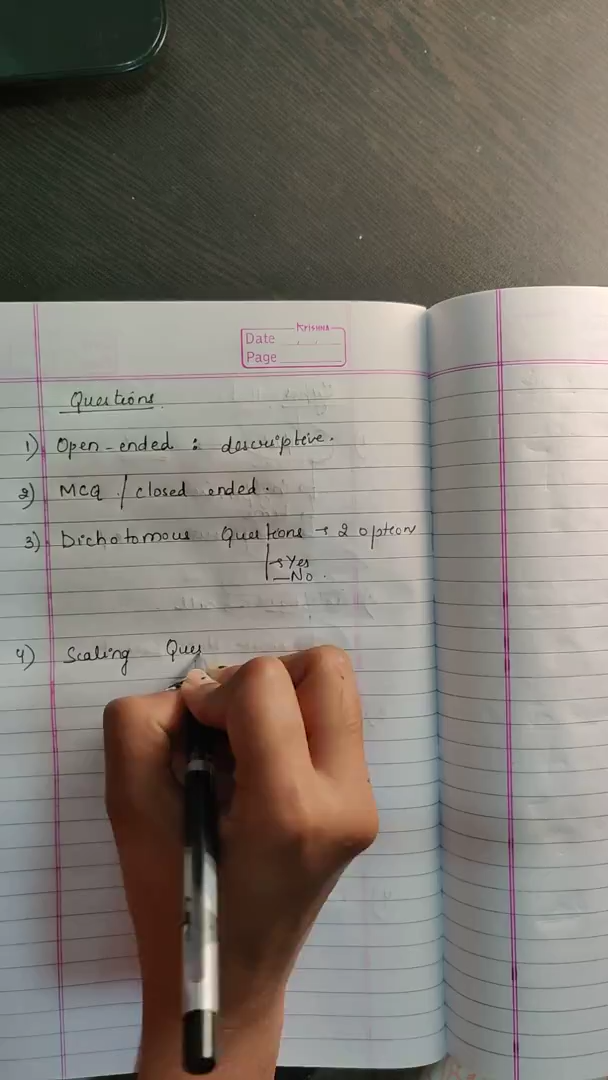 Krishna
Date
Page
Questions.
1) Open-ended : descriptive.
2) MCQ / closed ended.
3) Dichotomous Questions → 2 option
→ Yes
- No.
4) Scaling Ques